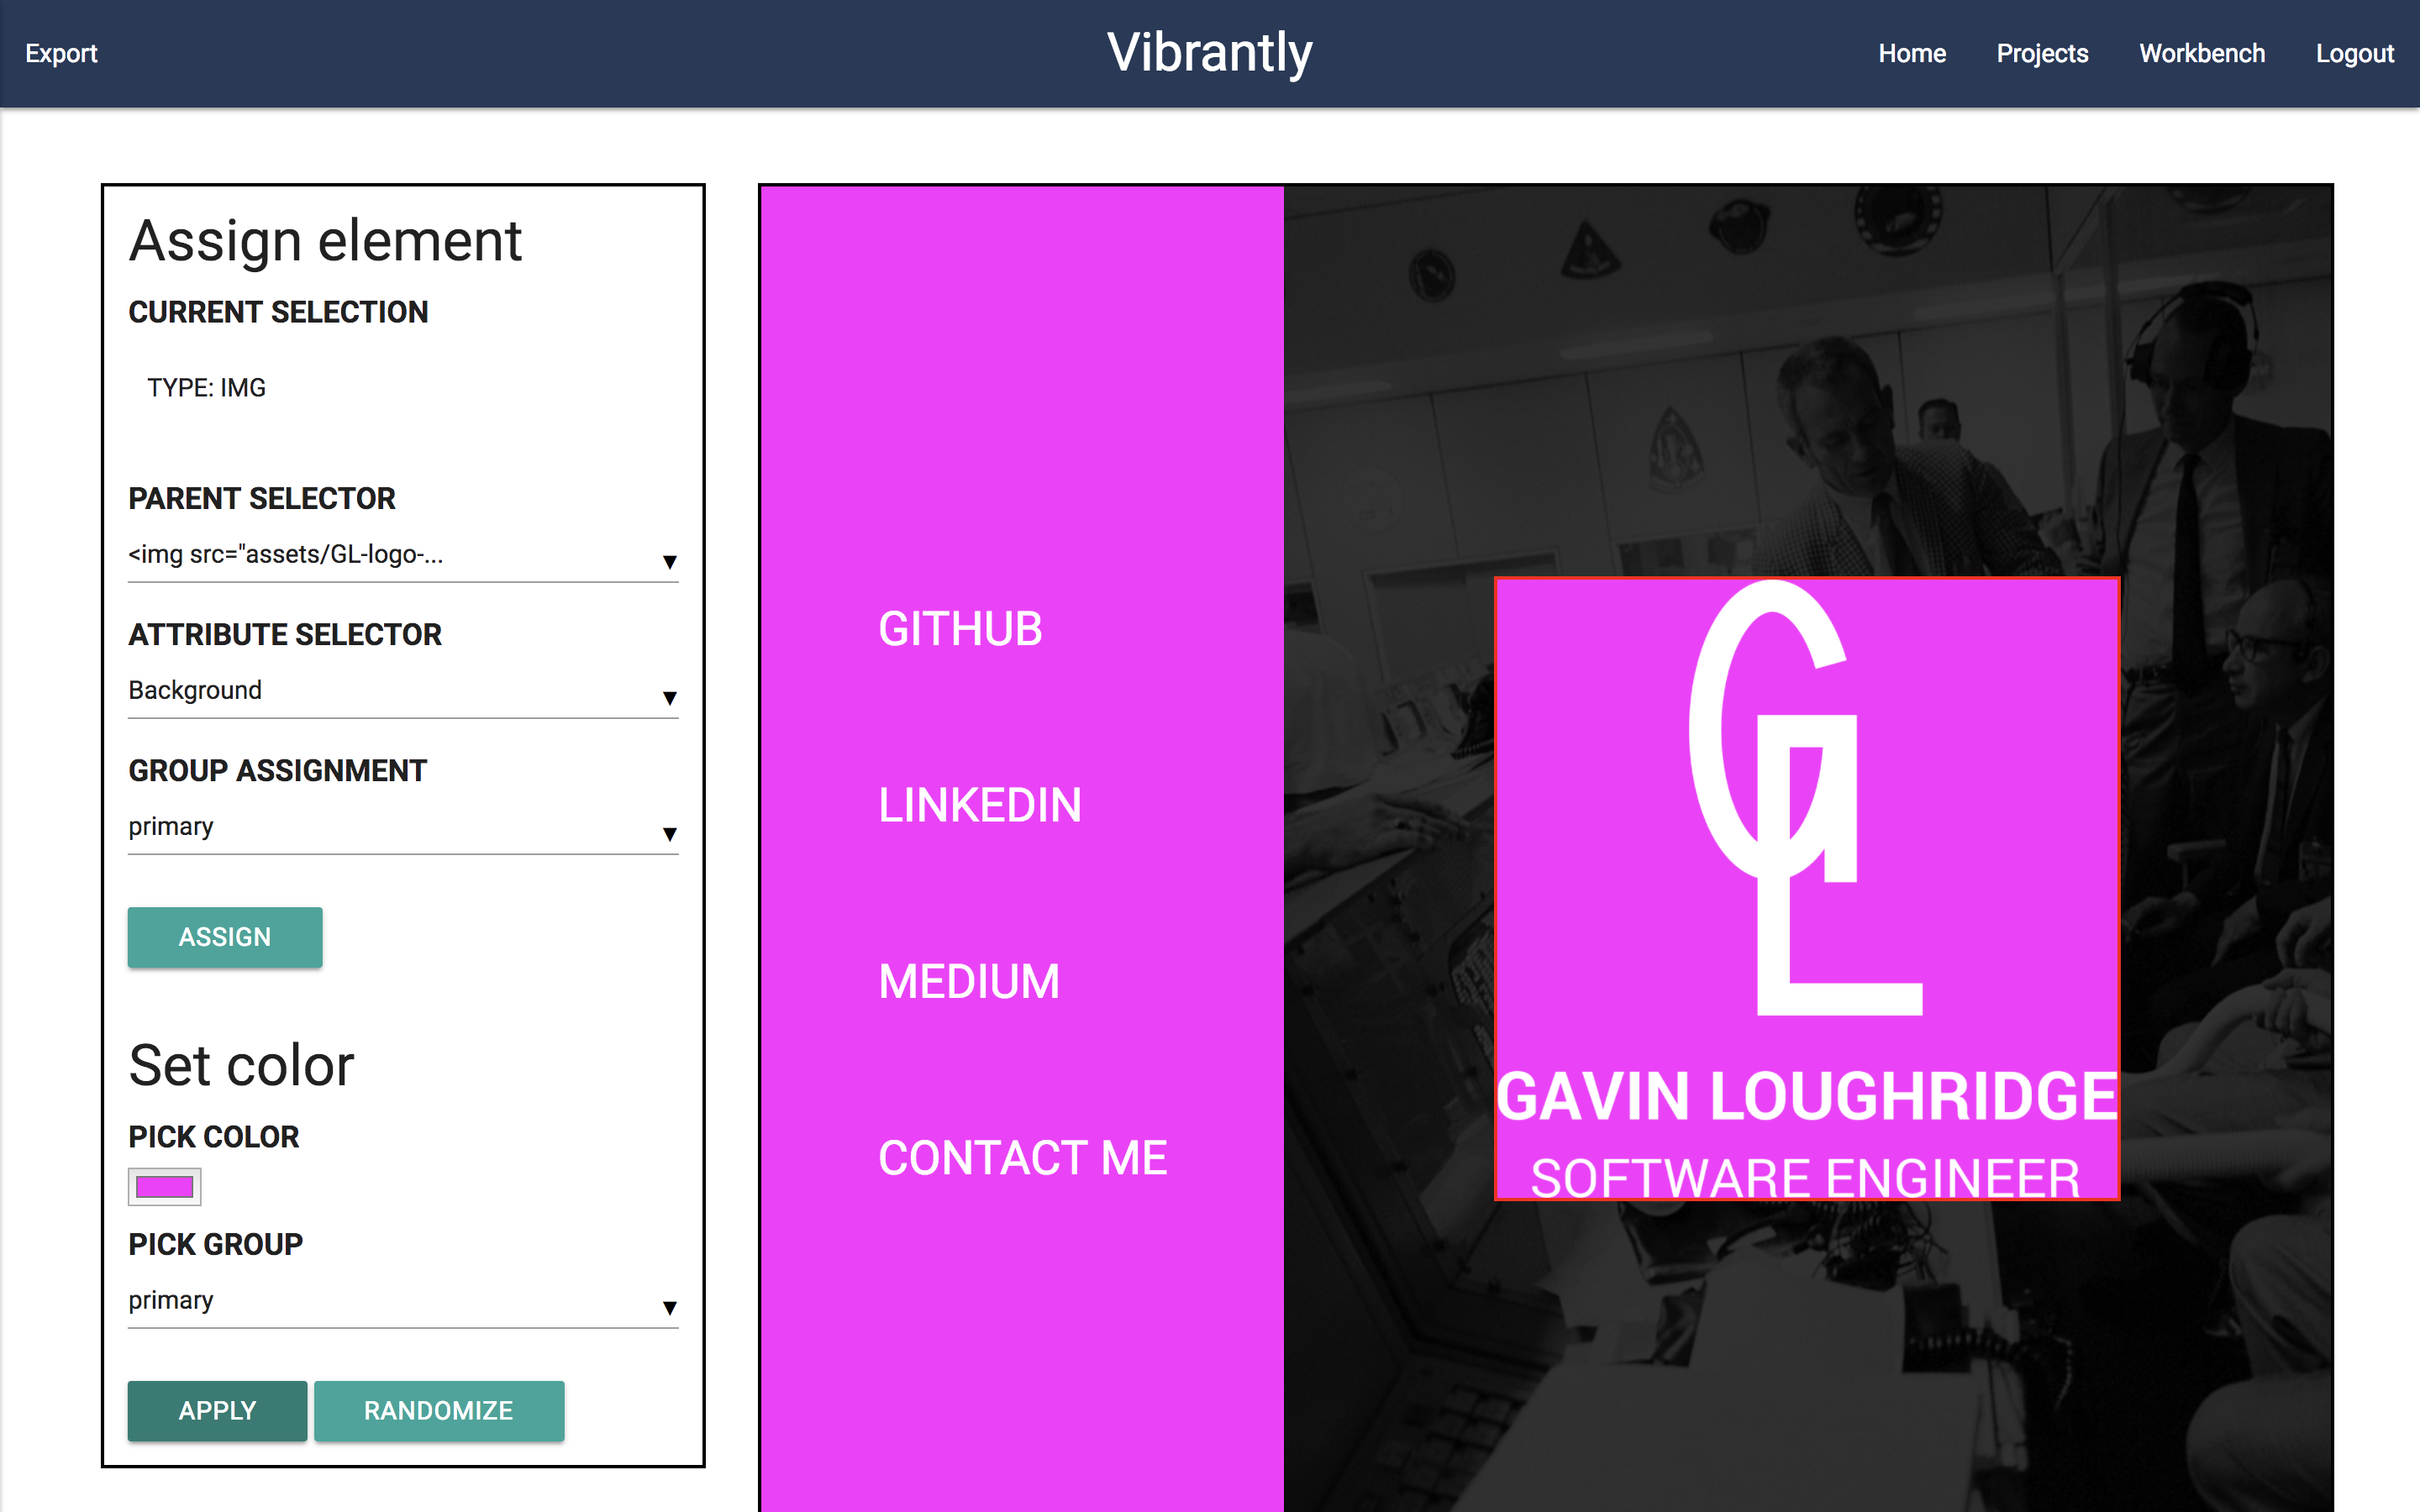 Export
Vibrantly
Home
Projects
Workbench
Logout
Assign element
CURRENT SELECTION
TYPE: IMG
PARENT SELECTOR
<img src="assets/GL-logo-...
ATTRIBUTE SELECTOR
Background
GROUP ASSIGNMENT
primary
ASSIGN
Set color
PICK COLOR
PICK GROUP
primary
APPLY
RANDOMIZE
GITHUB
LINKEDIN
MEDIUM
CONTACT ME
GL
GAVIN LOUGHRIDGE
SOFTWARE ENGINEER